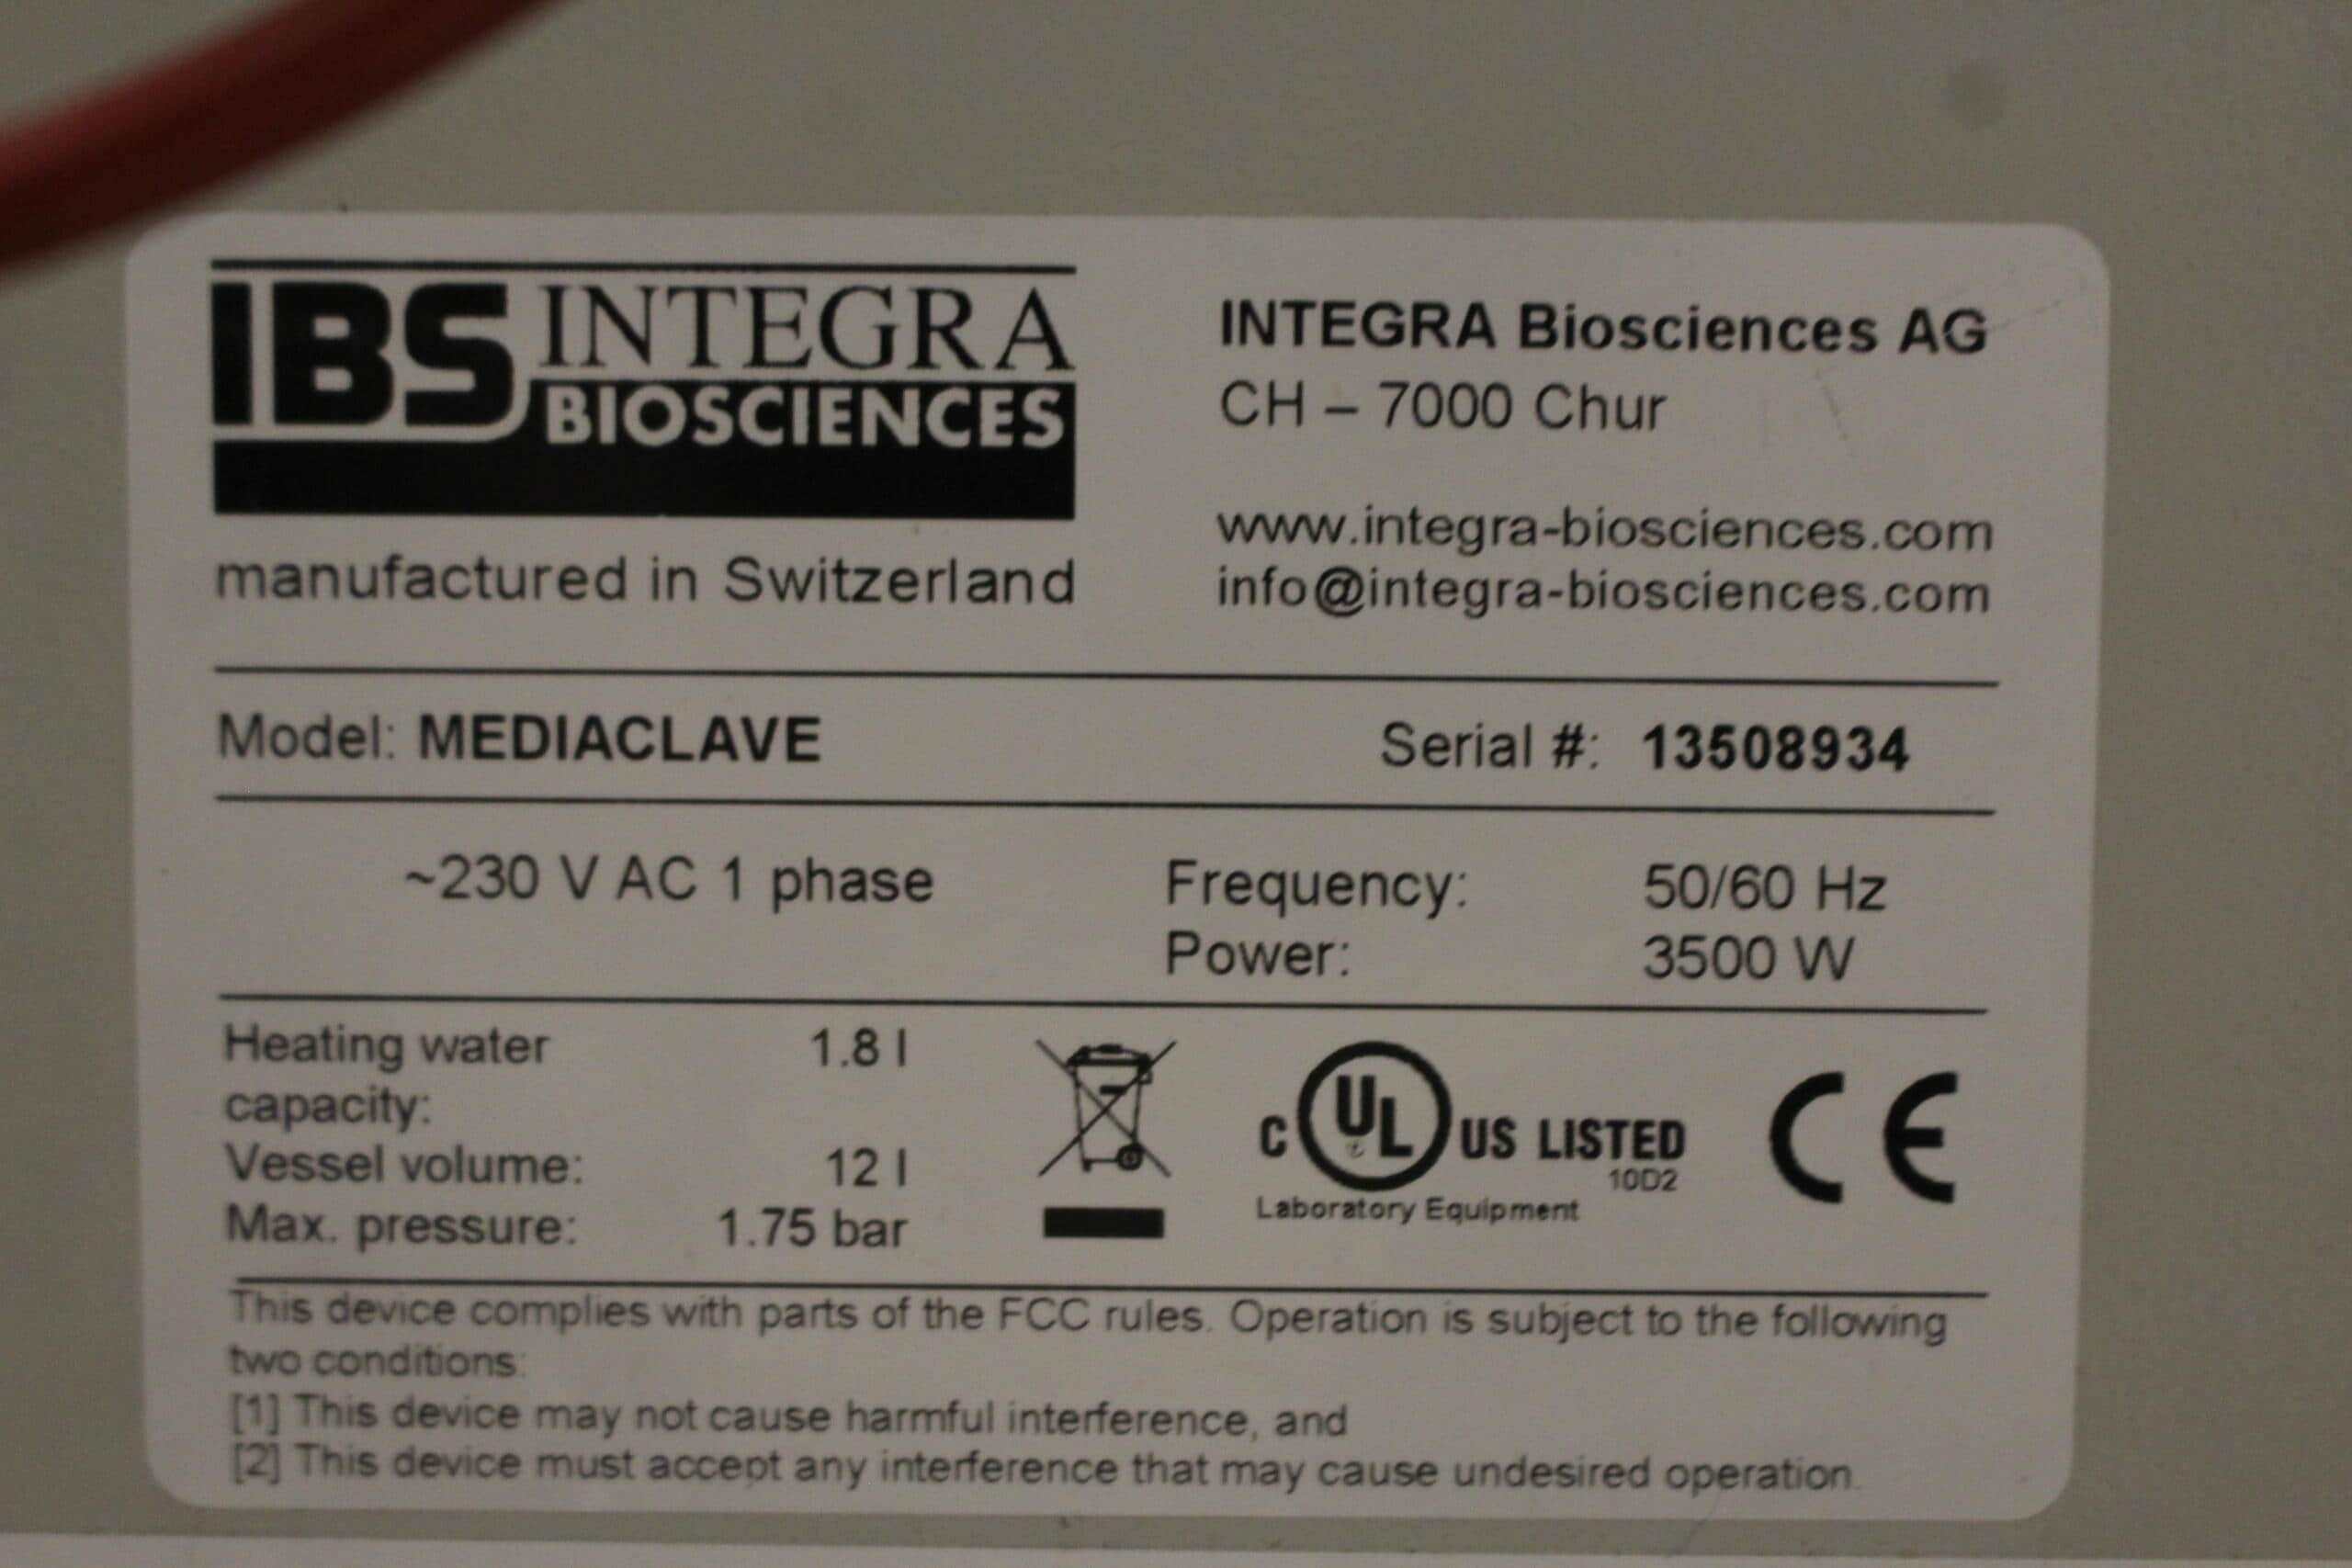 IBS INTEGRA
BIOSCIENCES
manufactured in Switzerland
INTEGRA Biosciences AG
CH – 7000 Chur
www.integra-biosciences.com
info@integra-biosciences.com
Model: MEDIACLAVE
Serial #: 13508934
~230 V AC 1 phase
Frequency: 50/60 Hz
Power: 3500 W
Heating water 1.8 l
capacity:
Vessel volume: 12 l
Max. pressure: 1.75 bar
C UL US LISTED
10D2
Laboratory Equipment
CE
This device complies with parts of the FCC rules. Operation is subject to the following
two conditions:
[1] This device may not cause harmful interference, and
[2] This device must accept any interference that may cause undesired operation.